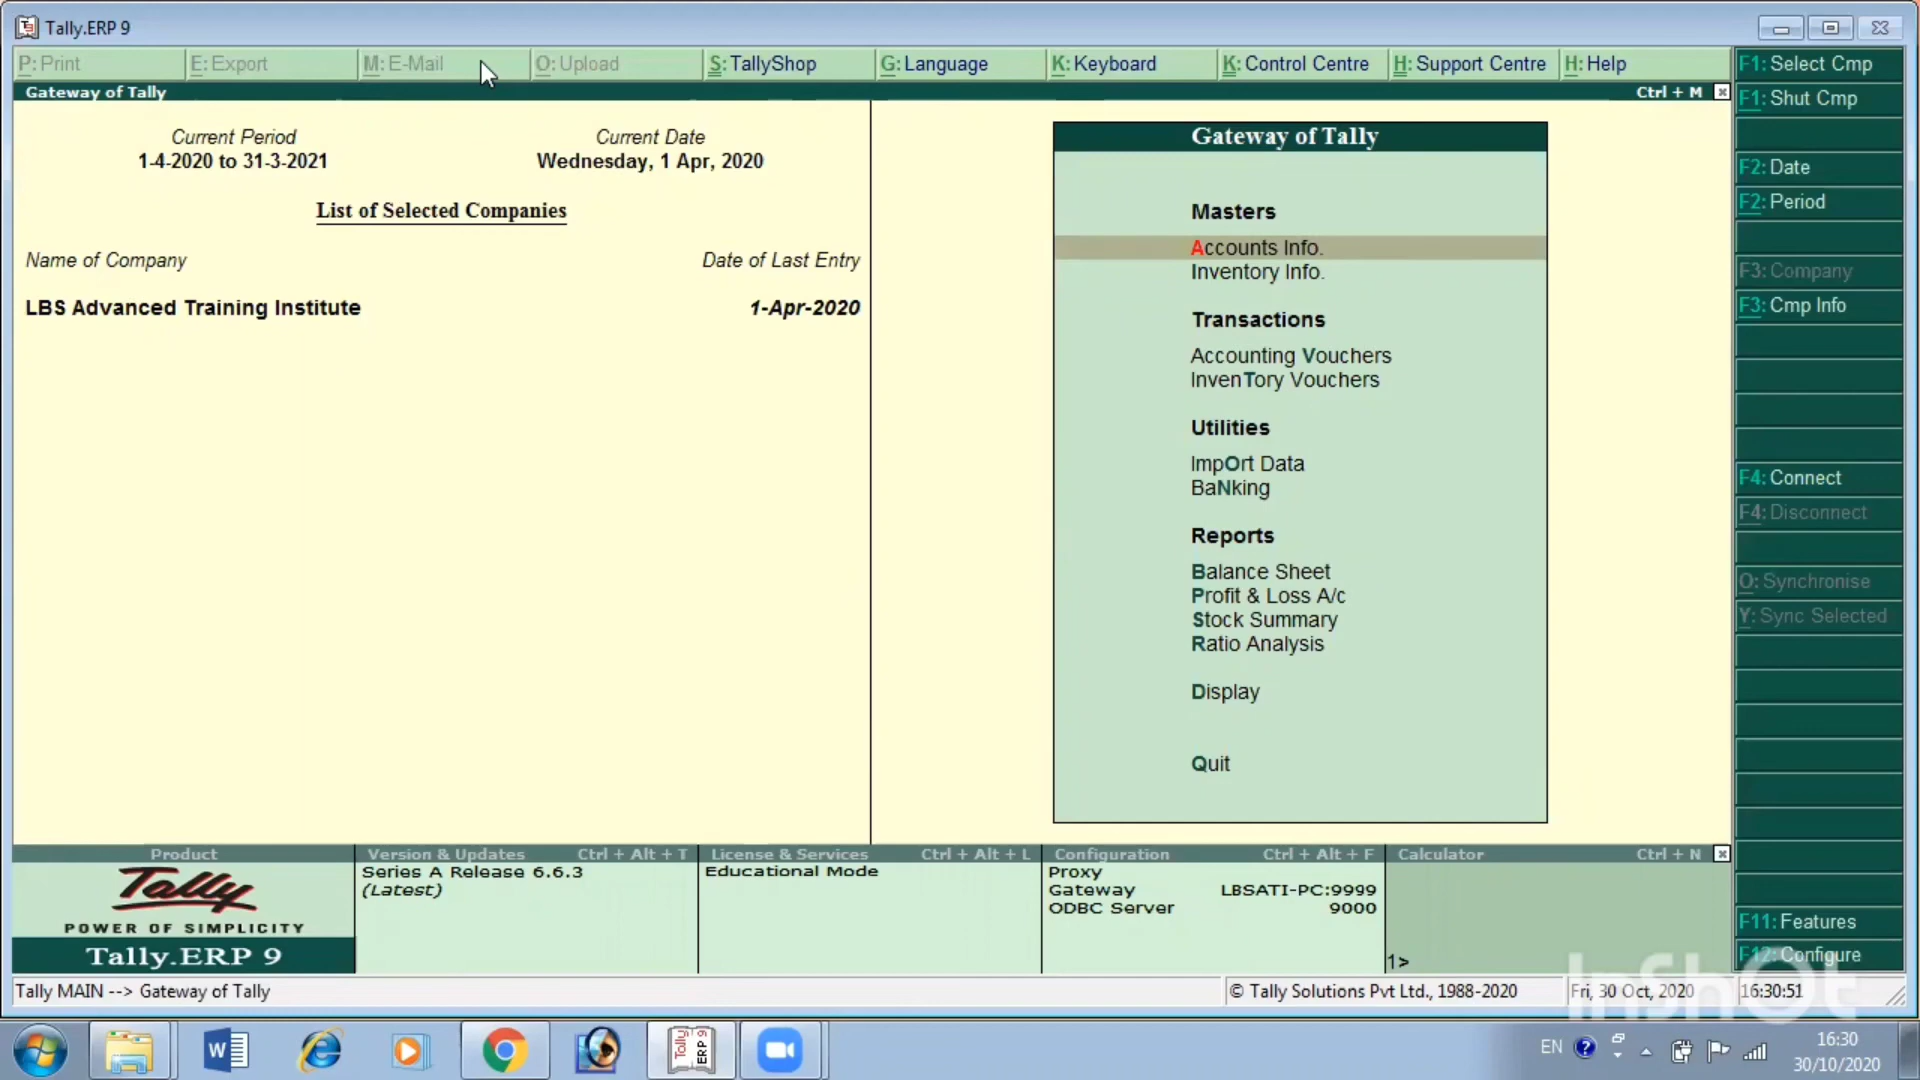 Tally.ERP 9
P: Print
E: Export
M: E-Mail
O: Upload
S: TallyShop
G: Language
K: Keyboard
K: Control Centre
H: Support Centre
H: Help
Gateway of Tally
Ctrl + M
Current Period
1-4-2020 to 31-3-2021
Current Date
Wednesday, 1 Apr, 2020
List of Selected Companies
Name of Company
Date of Last Entry
LBS Advanced Training Institute
1-Apr-2020
Gateway of Tally
Masters
Accounts Info.
Inventory Info.
Transactions
Accounting Vouchers
InvenTory Vouchers
Utilities
ImpOrt Data
BaNking
Reports
Balance Sheet
Profit & Loss A/c
Stock Summary
Ratio Analysis
Display
Quit
F1: Select Cmp
F1: Shut Cmp
F2: Date
F2: Period
F3: Company
F3: Cmp Info
F4: Connect
F4: Disconnect
O: Synchronise
Y: Sync Selected
F11: Features
F12: Configure
Product
Tally
POWER OF SIMPLICITY
Tally.ERP 9
Version & Updates
Ctrl + Alt + T
Series A Release 6.6.3
(Latest)
License & Services
Ctrl + Alt + L
Educational Mode
Configuration
Ctrl + Alt + F
Proxy
Gateway
LBSATI-PC:9999
ODBC Server
9000
Calculator
Ctrl + N
1>
InShOt
Tally MAIN --> Gateway of Tally
© Tally Solutions Pvt Ltd., 1988-2020
Fri, 30 Oct, 2020
16:30:51
W
Tally
ERP 9
EN
16:30
30/10/2020